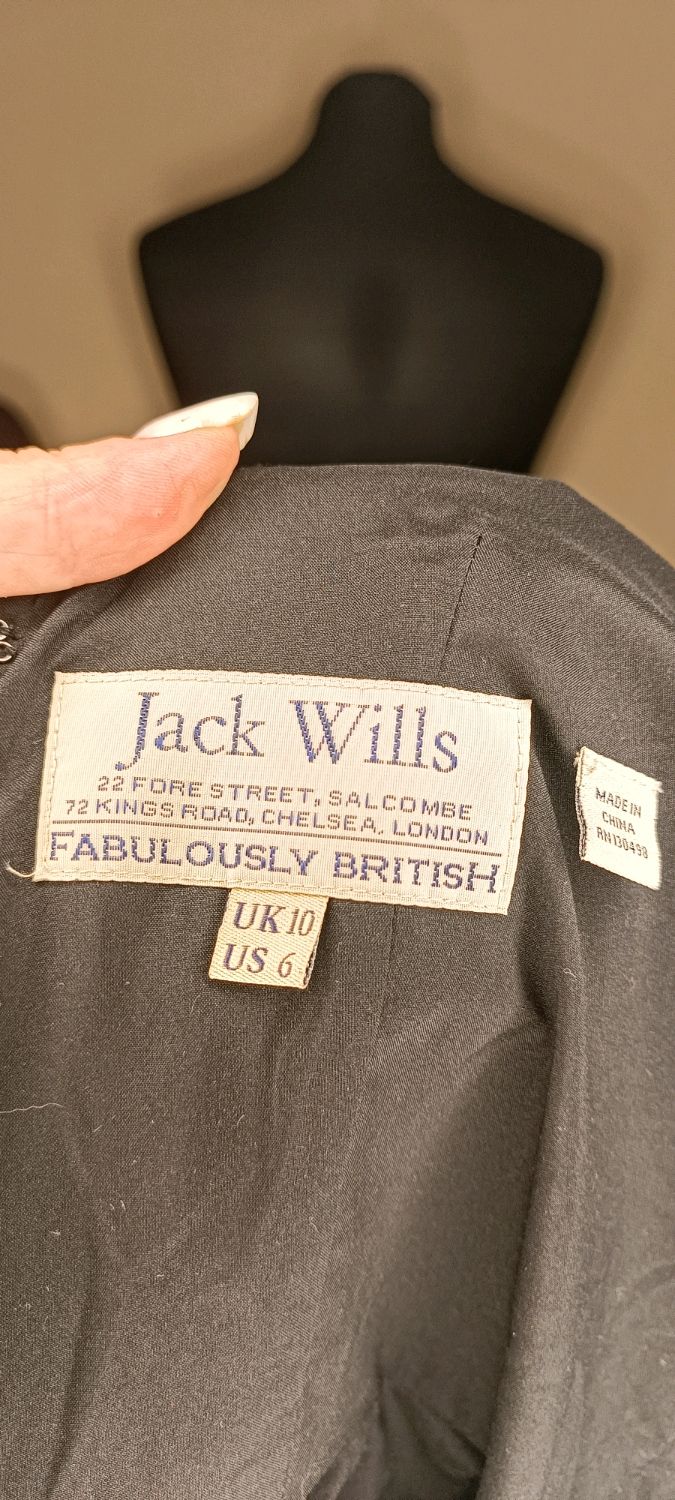 Jack Wills
22 FORE STREET, SALCOMBE
72 KINGS ROAD, CHELSEA, LONDON
FABULOUSLY BRITISH
UK 10
US 6
MADE IN
CHINA
RN130498